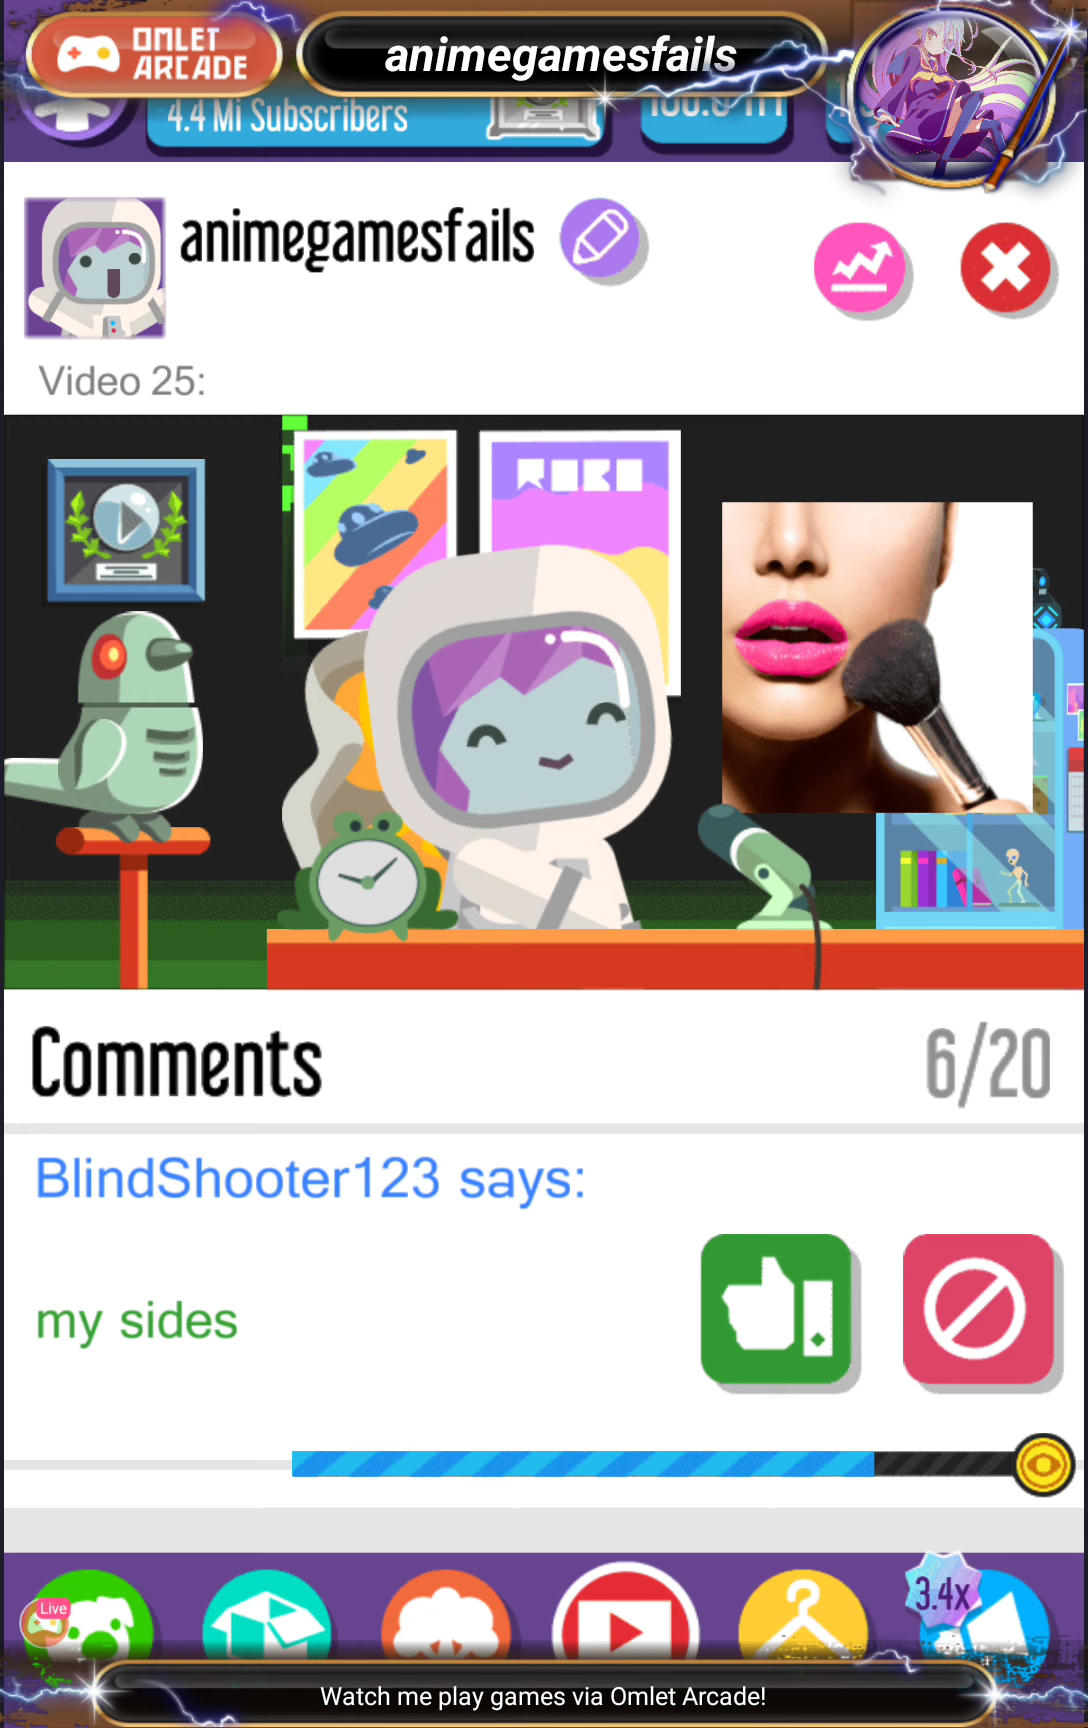 OMLET
ARCADE
animegamesfails
4.4 Mi Subscribers
animegamesfails
Video 25:
Comments
6/20
BlindShooter123 says:
my sides
Live
3.4x
Watch me play games via Omlet Arcade!